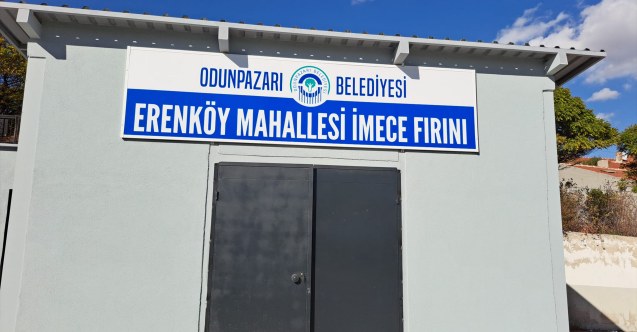 ODUNPAZARI BELEDİYESİ
ERENKÖY MAHALLESİ İMECE FIRINI